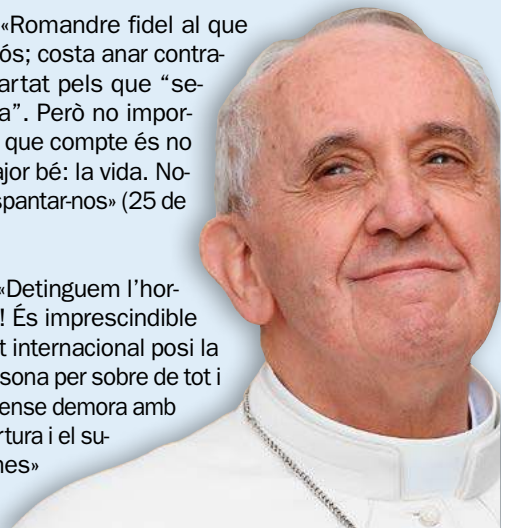 «Romandre fidel al que
ós; costa anar contra-
artat pels que “se-
a”. Però no impor-
que compte és no
ajor bé: la vida. No-
spantar-nos» (25 de
«Detinguem l’hor-
! És imprescindible
t internacional posi la
sona per sobre de tot i
ense demora amb
rtura i el su-
nes»